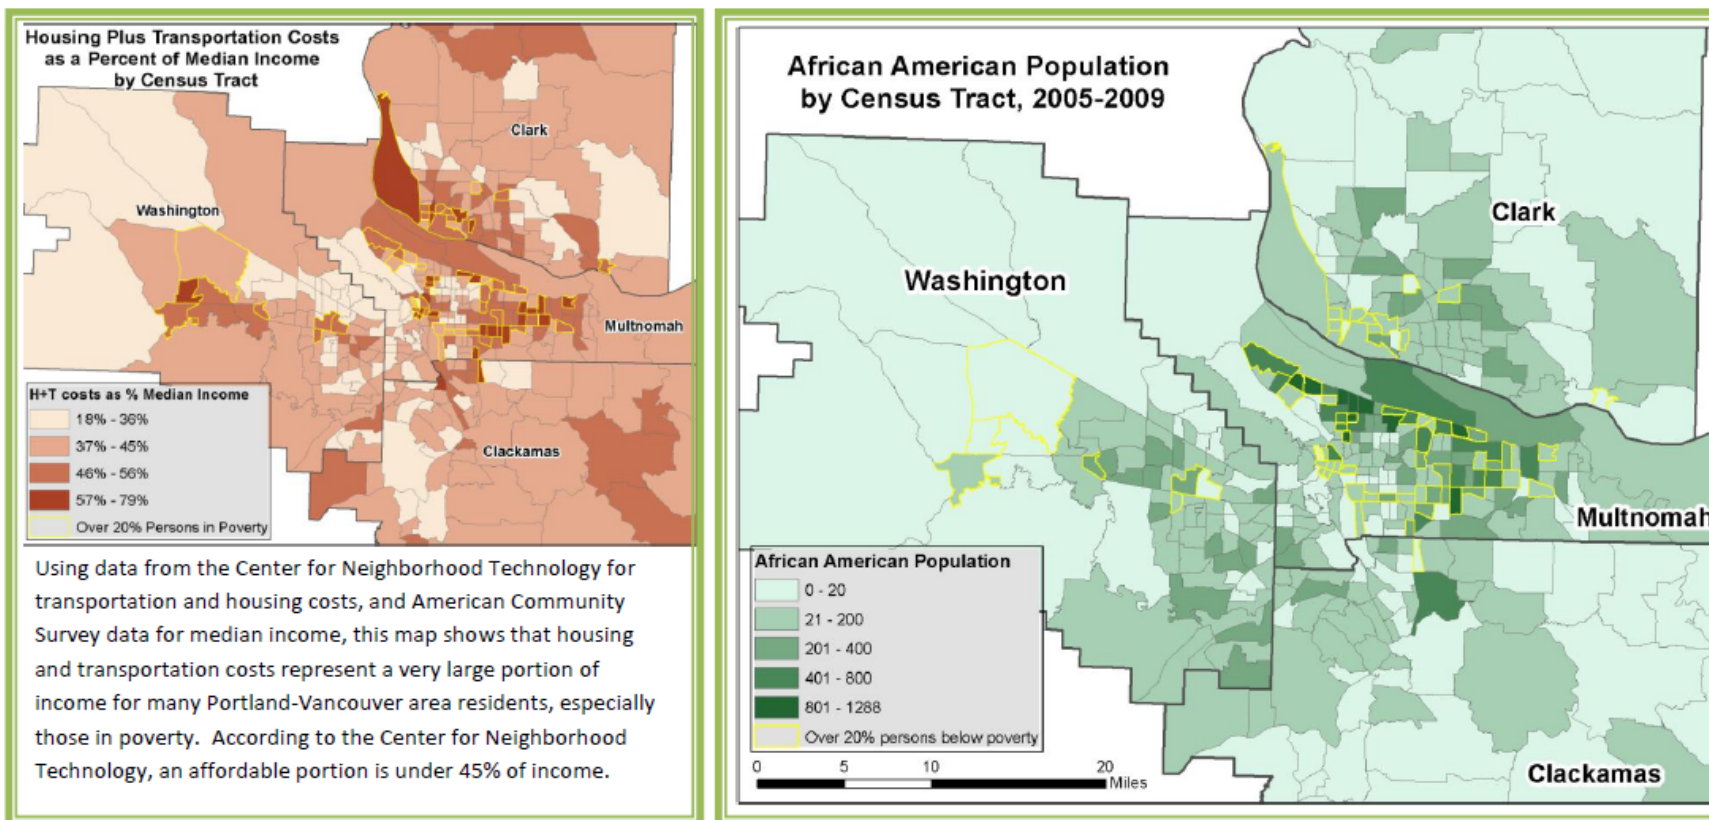 Housing Plus Transportation Costs
as a Percent of Median Income
by Census Tract
Clark
Washington
Multnomah
Clackamas
H+T costs as % Median Income
18% - 36%
37% - 45%
46% - 56%
57% - 79%
Over 20% Persons in Poverty
Using data from the Center for Neighborhood Technology for
transportation and housing costs, and American Community
Survey data for median income, this map shows that housing
and transportation costs represent a very large portion of
income for many Portland-Vancouver area residents, especially
those in poverty.  According to the Center for Neighborhood
Technology, an affordable portion is under 45% of income.
African American Population
by Census Tract, 2005-2009
Clark
Washington
Multnomah
Clackamas
African American Population
0 - 20
21 - 200
201 - 400
401 - 800
801 - 1288
Over 20% persons below poverty
0 5 10 20
Miles